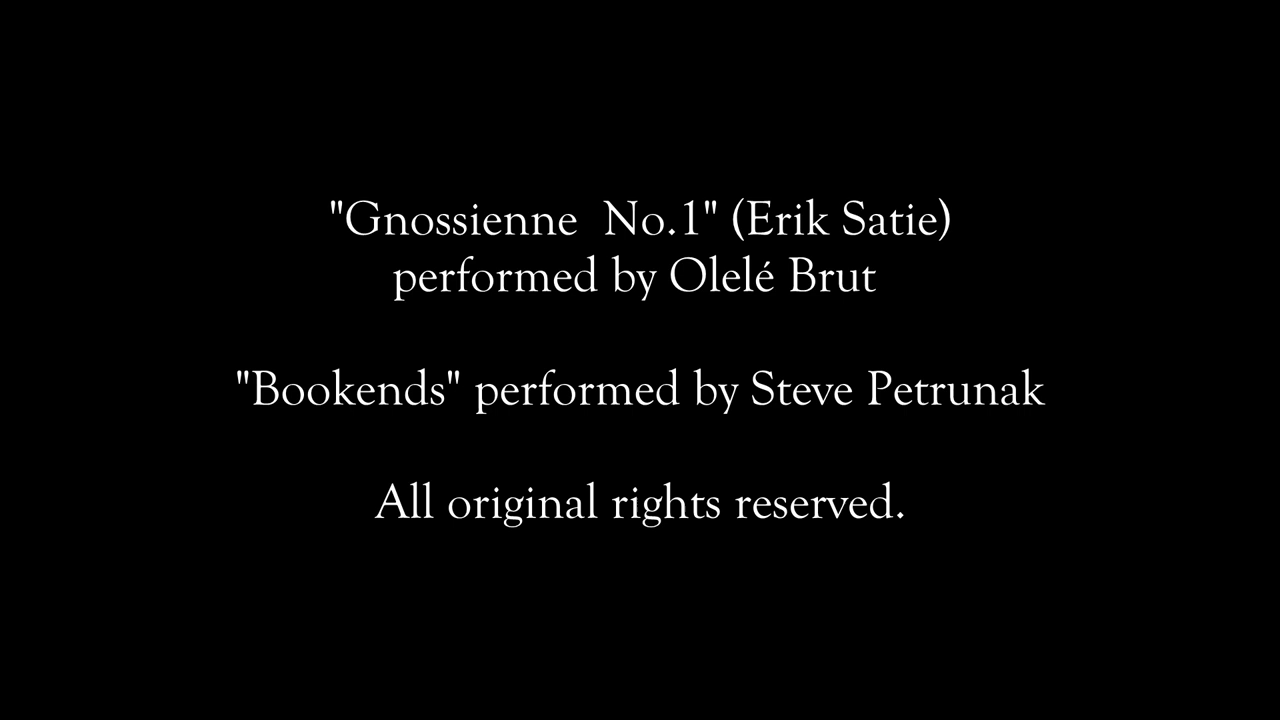 "Gnossienne  No.1" (Erik Satie)
performed by Olelé Brut
"Bookends" performed by Steve Petrunak
All original rights reserved.